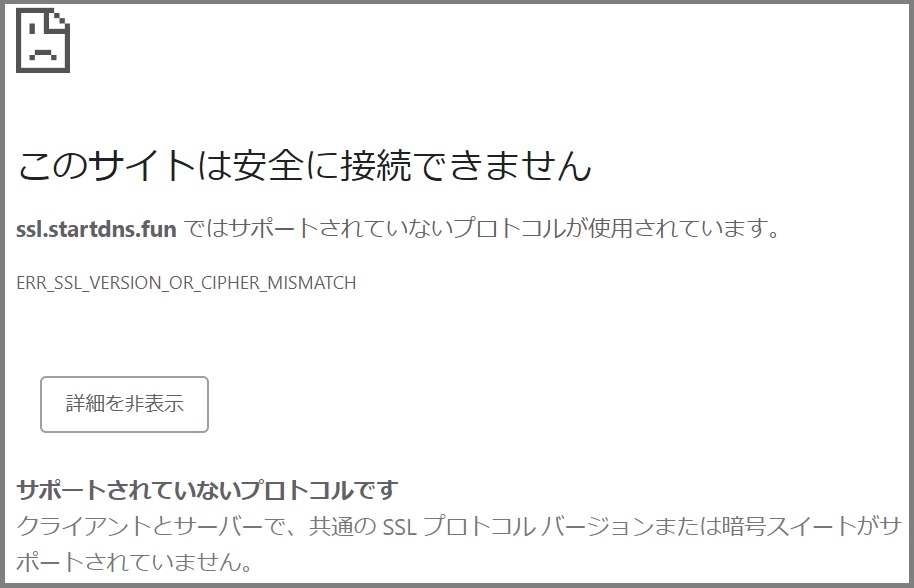 このサイトは安全に接続できません
ssl.startdns.fun ではサポートされていないプロトコルが使用されています。
ERR_SSL_VERSION_OR_CIPHER_MISMATCH
詳細を非表示
サポートされていないプロトコルです
クライアントとサーバーで、共通の SSL プロトコル バージョンまたは暗号スイートがサ
ポートされていません。